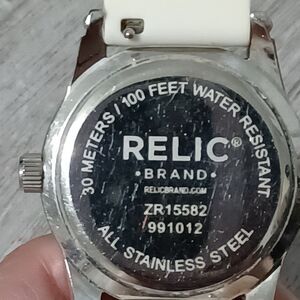 30 METERS / 100 FEET WATER RESISTANT
RELIC®
•BRAND•
RELICBRAND.COM
ZR15582
991012
ALL STAINLESS STEEL